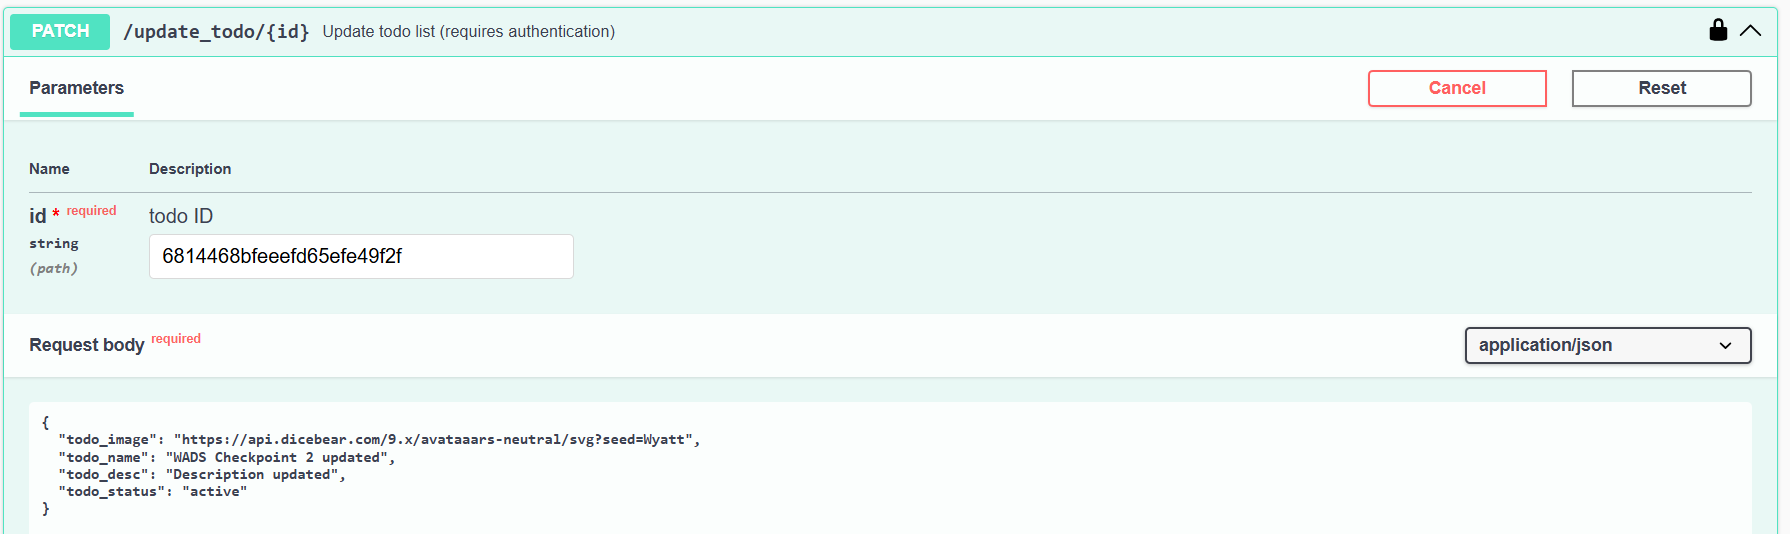 PATCH /update_todo/{id} Update todo list (requires authentication)
Parameters Cancel Reset
Name Description
id * required todo ID
string
(path)
6814468bfeeefd65efe49f2f
Request body required application/json
{
  "todo_image": "https://api.dicebear.com/9.x/avataaars-neutral/svg?seed=Wyatt",
  "todo_name": "WADS Checkpoint 2 updated",
  "todo_desc": "Description updated",
  "todo_status": "active"
}